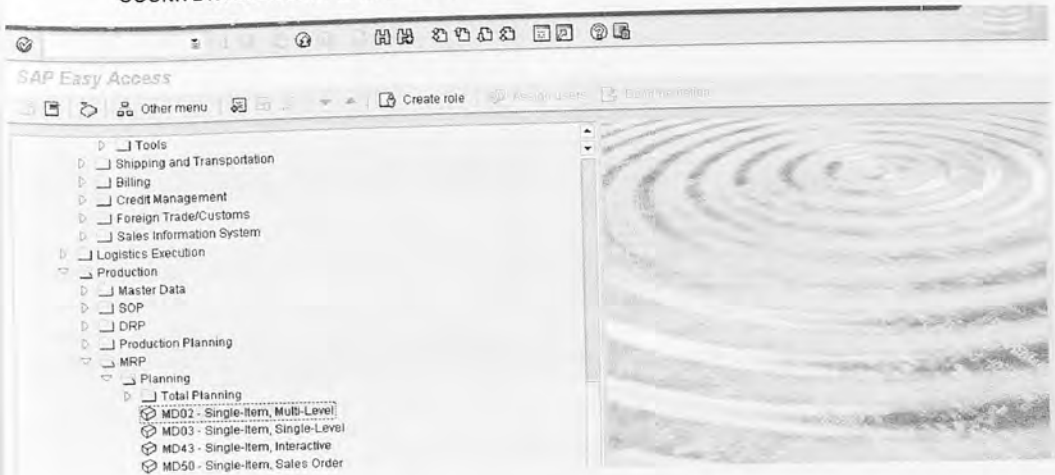 SAP Easy Access
Other menu Create role
Tools
Shipping and Transportation
Billing
Credit Management
Foreign Trade/Customs
Sales Information System
Logistics Execution
Production
Master Data
SOP
DRP
Production Planning
MRP
Planning
Total Planning
MD02 - Single-Item, Multi-Level
MD03 - Single-Item, Single-Level
MD43 - Single-Item, Interactive
MD50 - Single-Item, Sales Order